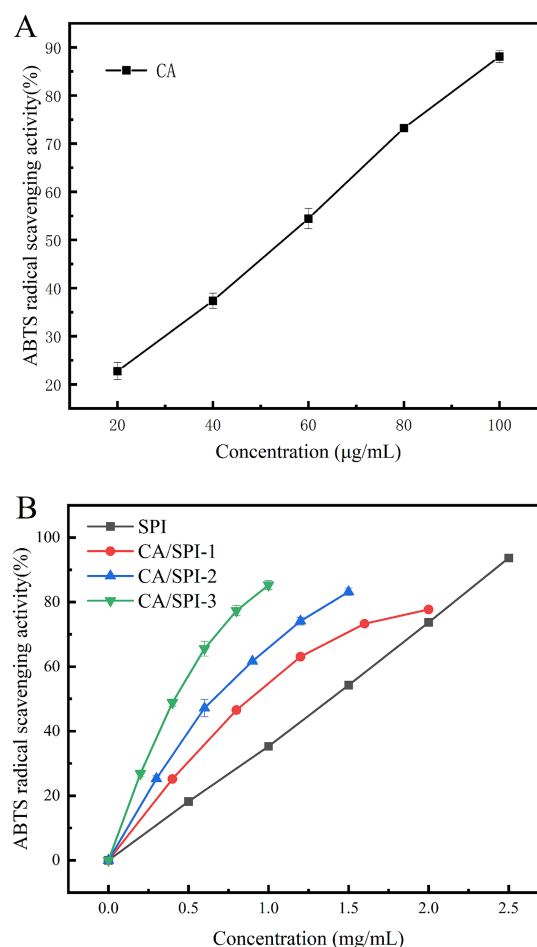 A
ABTS radical scavenging activity(%)
CA
90
80
70
60
50
40
30
20
20 40 60 80 100
Concentration (μg/mL)
B
ABTS radical scavenging activity(%)
SPI
CA/SPI-1
CA/SPI-2
CA/SPI-3
100
80
60
40
20
0
0.0 0.5 1.0 1.5 2.0 2.5
Concentration (mg/mL)